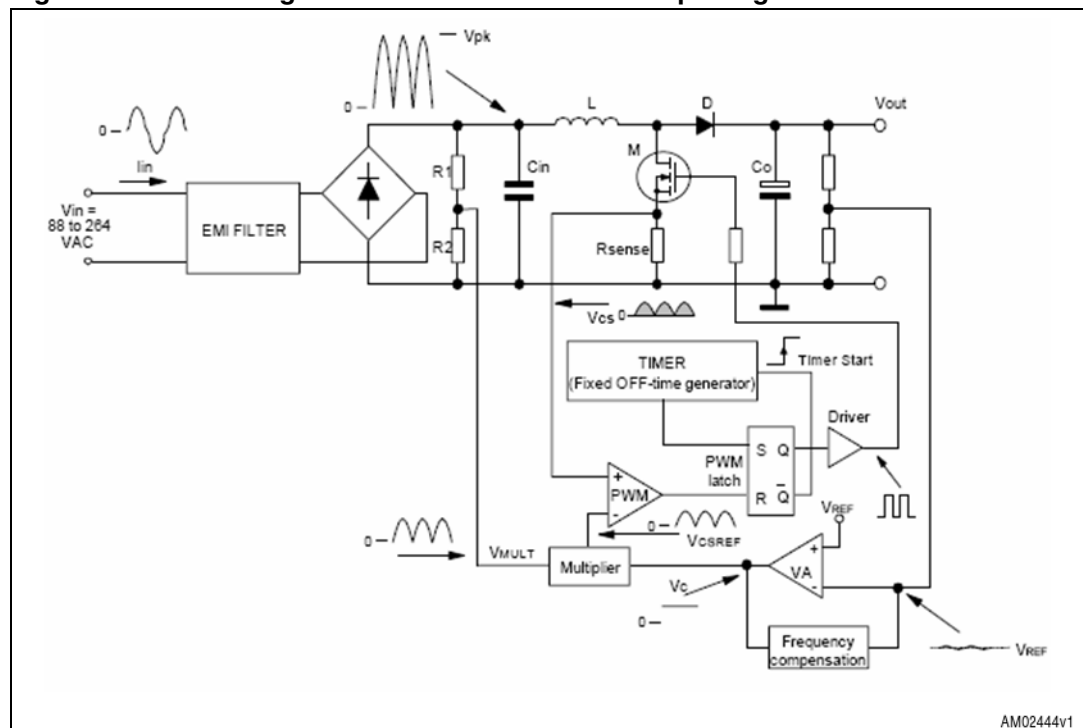 Vpk
0
L
D
Vout
0
Iin
R1
Cin
M
Co
Vin =
88 to 264
VAC
EMI FILTER
R2
Rsense
Vcs 0
TIMER
(Fixed OFF-time generator)
Timer Start
Driver
S Q
PWM
latch
R Q̅
+
PWM
-
0
VCSREF
VREF
0
VMULT
Multiplier
+
VA
-
Vc
0
Frequency
compensation
VREF
AM02444v1